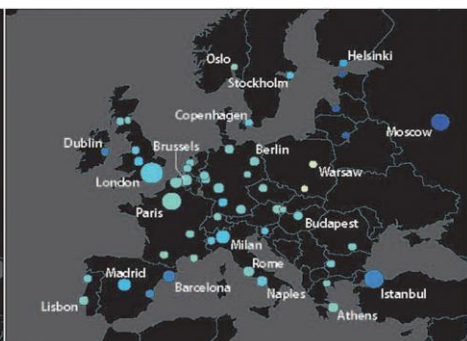 Oslo
Helsinki
Stockholm
Copenhagen
Moscow
Dublin
Brussels
Berlin
London
Warsaw
Paris
Budapest
Milan
Madrid
Rome
Lisbon
Barcelona
Naples
Istanbul
Athens